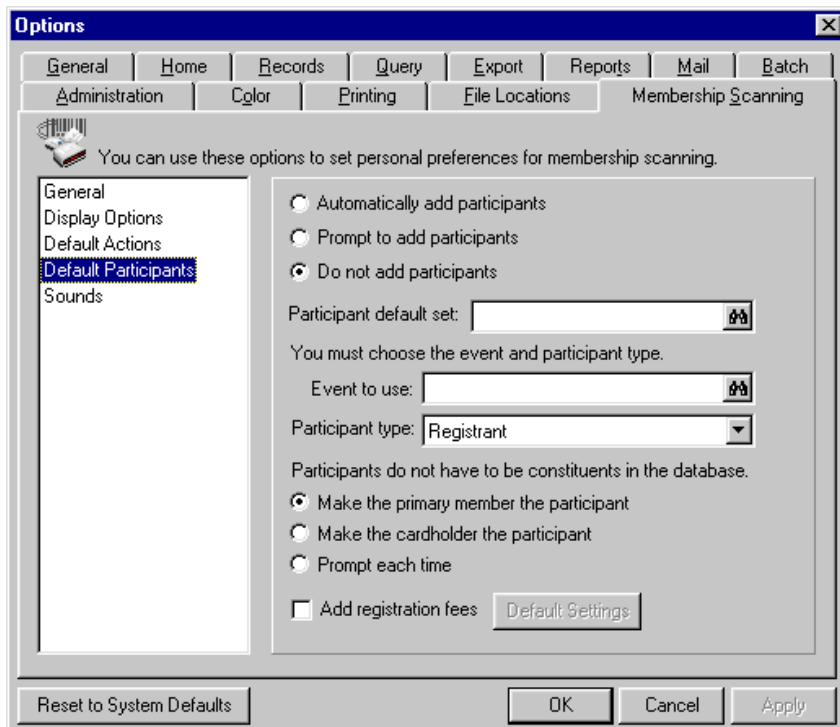 Options
General Home Records Query Export Reports Mail Batch
Administration Color Printing File Locations Membership Scanning
You can use these options to set personal preferences for membership scanning.
General
Display Options
Default Actions
Default Participants
Sounds
Automatically add participants
Prompt to add participants
Do not add participants
Participant default set:
You must choose the event and participant type.
Event to use:
Participant type: Registrant
Participants do not have to be constituents in the database.
Make the primary member the participant
Make the cardholder the participant
Prompt each time
Add registration fees Default Settings
Reset to System Defaults OK Cancel Apply